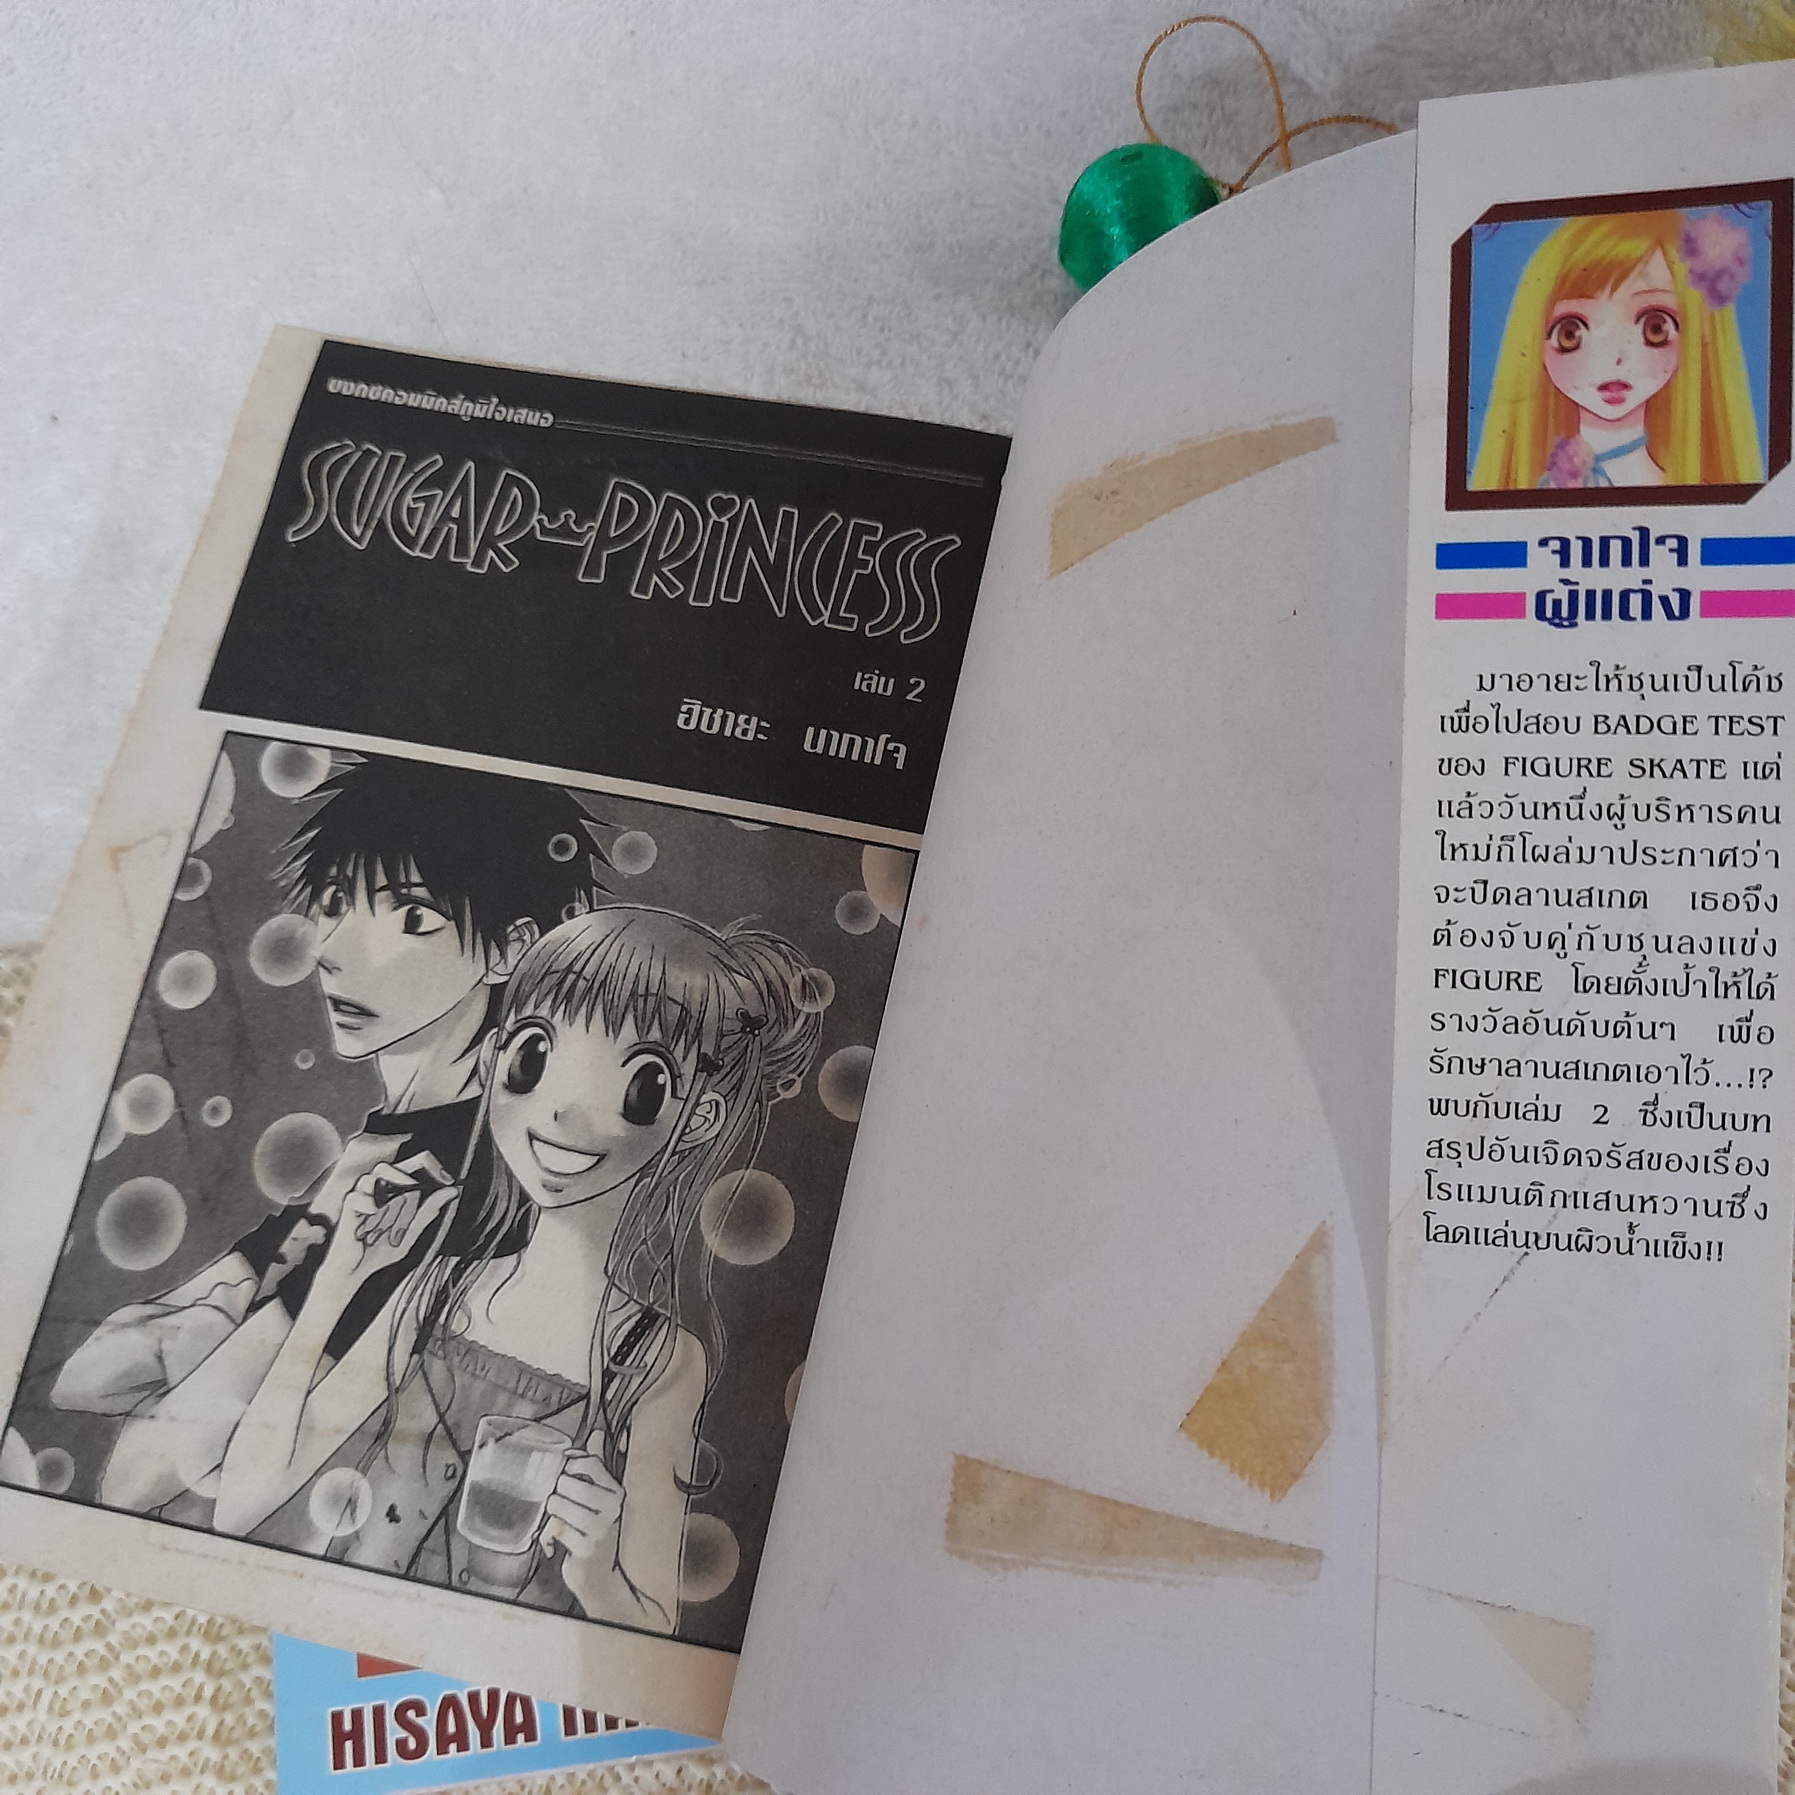 บงกชคอมมิคส์ภูมิใจเสนอ
SUGAR PRINCESS
เล่ม 2
ฮิซายะ นากาโจ
HISAYA
จากใจ
ผู้แต่ง
มาอายะให้ชุนเป็นโค้ช
เพื่อไปสอบ BADGE TEST
ของ FIGURE SKATE แต่
แล้ววันหนึ่งผู้บริหารคน
ใหม่ก็โผล่มาประกาศว่า
จะปิดลานสเกต เธอจึง
ต้องจับคู่กับชุนลงแข่ง
FIGURE โดยตั้งเป้าให้ได้
รางวัลอันดับต้นๆ เพื่อ
รักษาลานสเกตเอาไว้...!?
พบกับเล่ม 2 ซึ่งเป็นบท
สรุปอันเจิดจรัสของเรื่อง
โรแมนติกแสนหวานซึ่ง
โลดแล่นบนผิวน้ำแข็ง!!